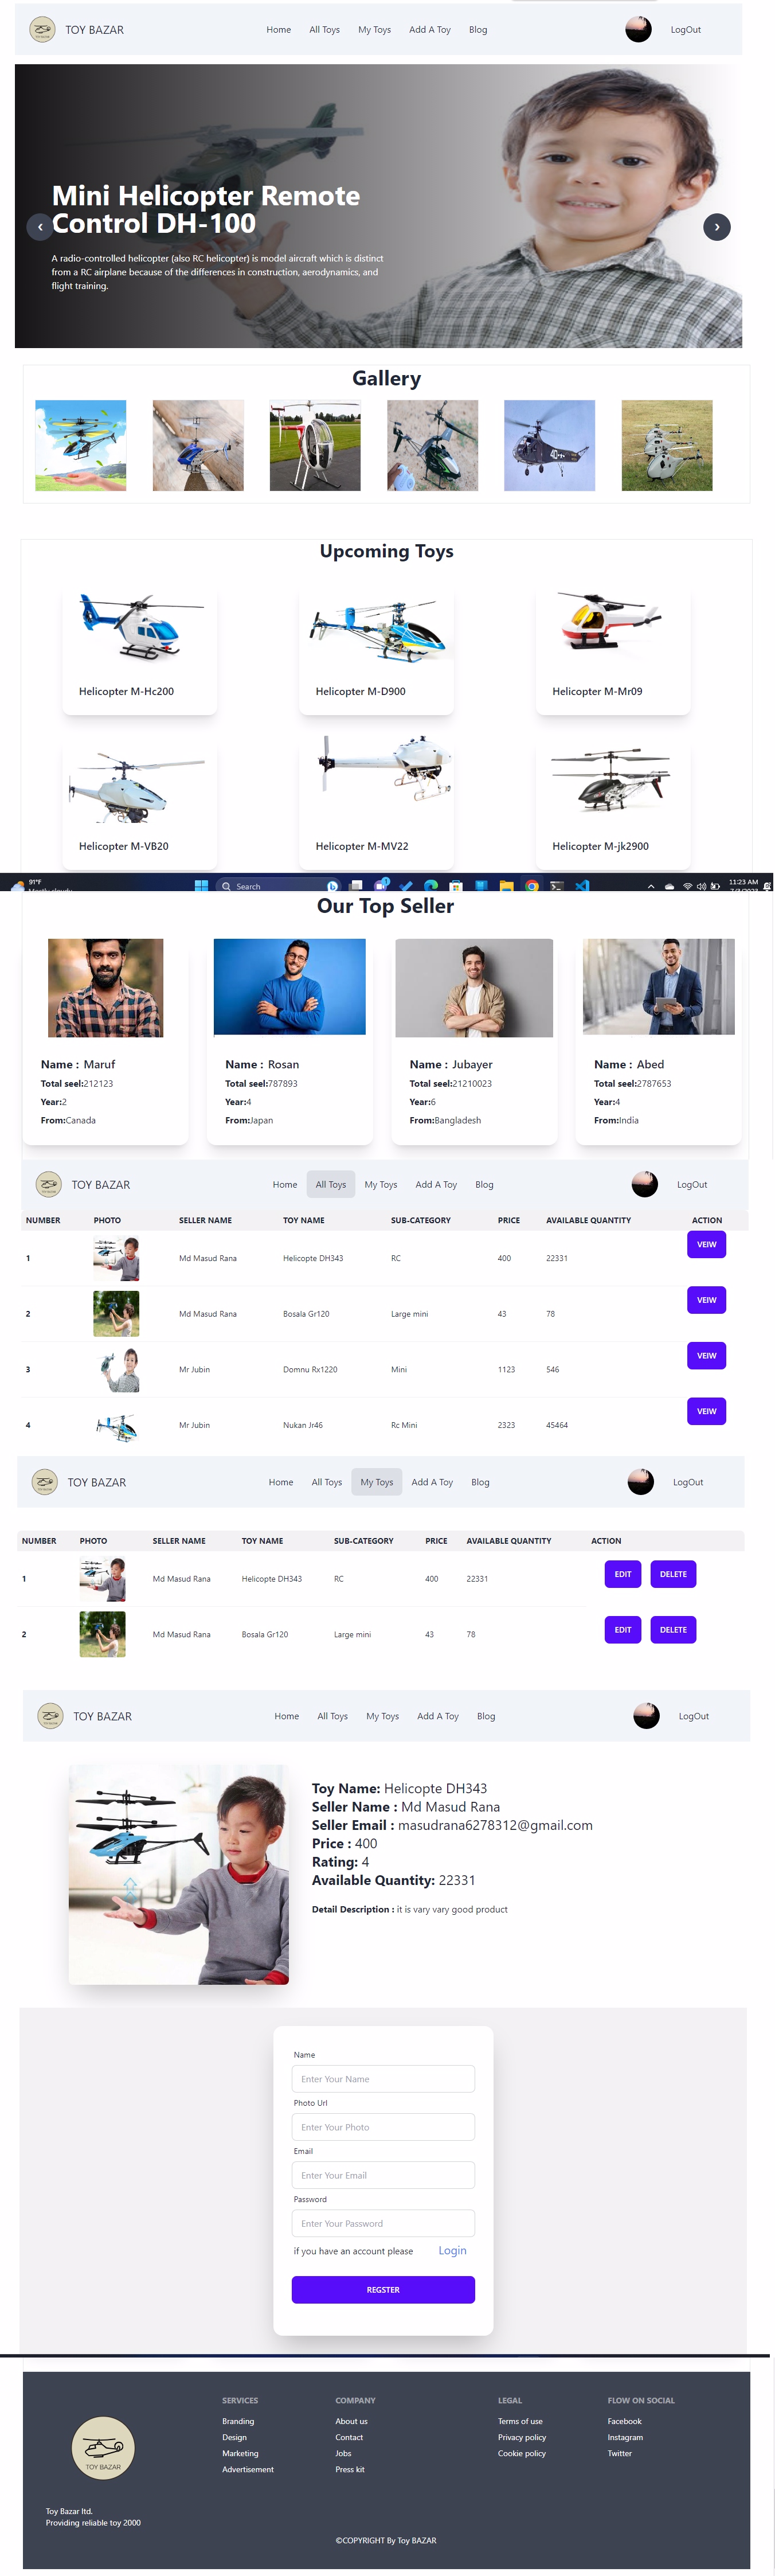 TOY BAZAR Home All Toys My Toys Add A Toy Blog LogOut
Mini Helicopter Remote
Control DH-100
A radio-controlled helicopter (also RC helicopter) is model aircraft which is distinct
from a RC airplane because of the differences in construction, aerodynamics, and
flight training.
Gallery
Upcoming Toys
Helicopter M-Hc200 Helicopter M-D900 Helicopter M-Mr09
Helicopter M-VB20 Helicopter M-MV22 Helicopter M-jk2900
91°F Search 11:23 AM
Mostly cloudy
Our Top Seller
Name : Maruf Name : Rosan Name : Jubayer Name : Abed
Total seel:212123 Total seel:787893 Total seel:21210023 Total seel:2787653
Year:2 Year:4 Year:6 Year:4
From:Canada From:Japan From:Bangladesh From:India
TOY BAZAR Home All Toys My Toys Add A Toy Blog LogOut
NUMBER PHOTO SELLER NAME TOY NAME SUB-CATEGORY PRICE AVAILABLE QUANTITY ACTION
1 Md Masud Rana Helicopte DH343 RC 400 22331 VEIW
2 Md Masud Rana Bosala Gr120 Large mini 43 78 VEIW
3 Mr Jubin Domnu Rx1220 Mini 1123 546 VEIW
4 Mr Jubin Nukan Jr46 Rc Mini 2323 45464 VEIW
TOY BAZAR Home All Toys My Toys Add A Toy Blog LogOut
NUMBER PHOTO SELLER NAME TOY NAME SUB-CATEGORY PRICE AVAILABLE QUANTITY ACTION
1 Md Masud Rana Helicopte DH343 RC 400 22331 EDIT DELETE
2 Md Masud Rana Bosala Gr120 Large mini 43 78 EDIT DELETE
TOY BAZAR Home All Toys My Toys Add A Toy Blog LogOut
Toy Name: Helicopte DH343
Seller Name : Md Masud Rana
Seller Email : masudrana6278312@gmail.com
Price : 400
Rating: 4
Available Quantity: 22331
Detail Description : it is vary vary good product
Name
Enter Your Name
Photo Url
Enter Your Photo
Email
Enter Your Email
Password
Enter Your Password
if you have an account please Login
REGSTER
SERVICES COMPANY LEGAL FLOW ON SOCIAL
Branding About us Terms of use Facebook
Design Contact Privacy policy Instagram
Marketing Jobs Cookie policy Twitter
Advertisement Press kit
TOY BAZAR
Toy Bazar ltd.
Providing reliable toy 2000
©COPYRIGHT By Toy BAZAR